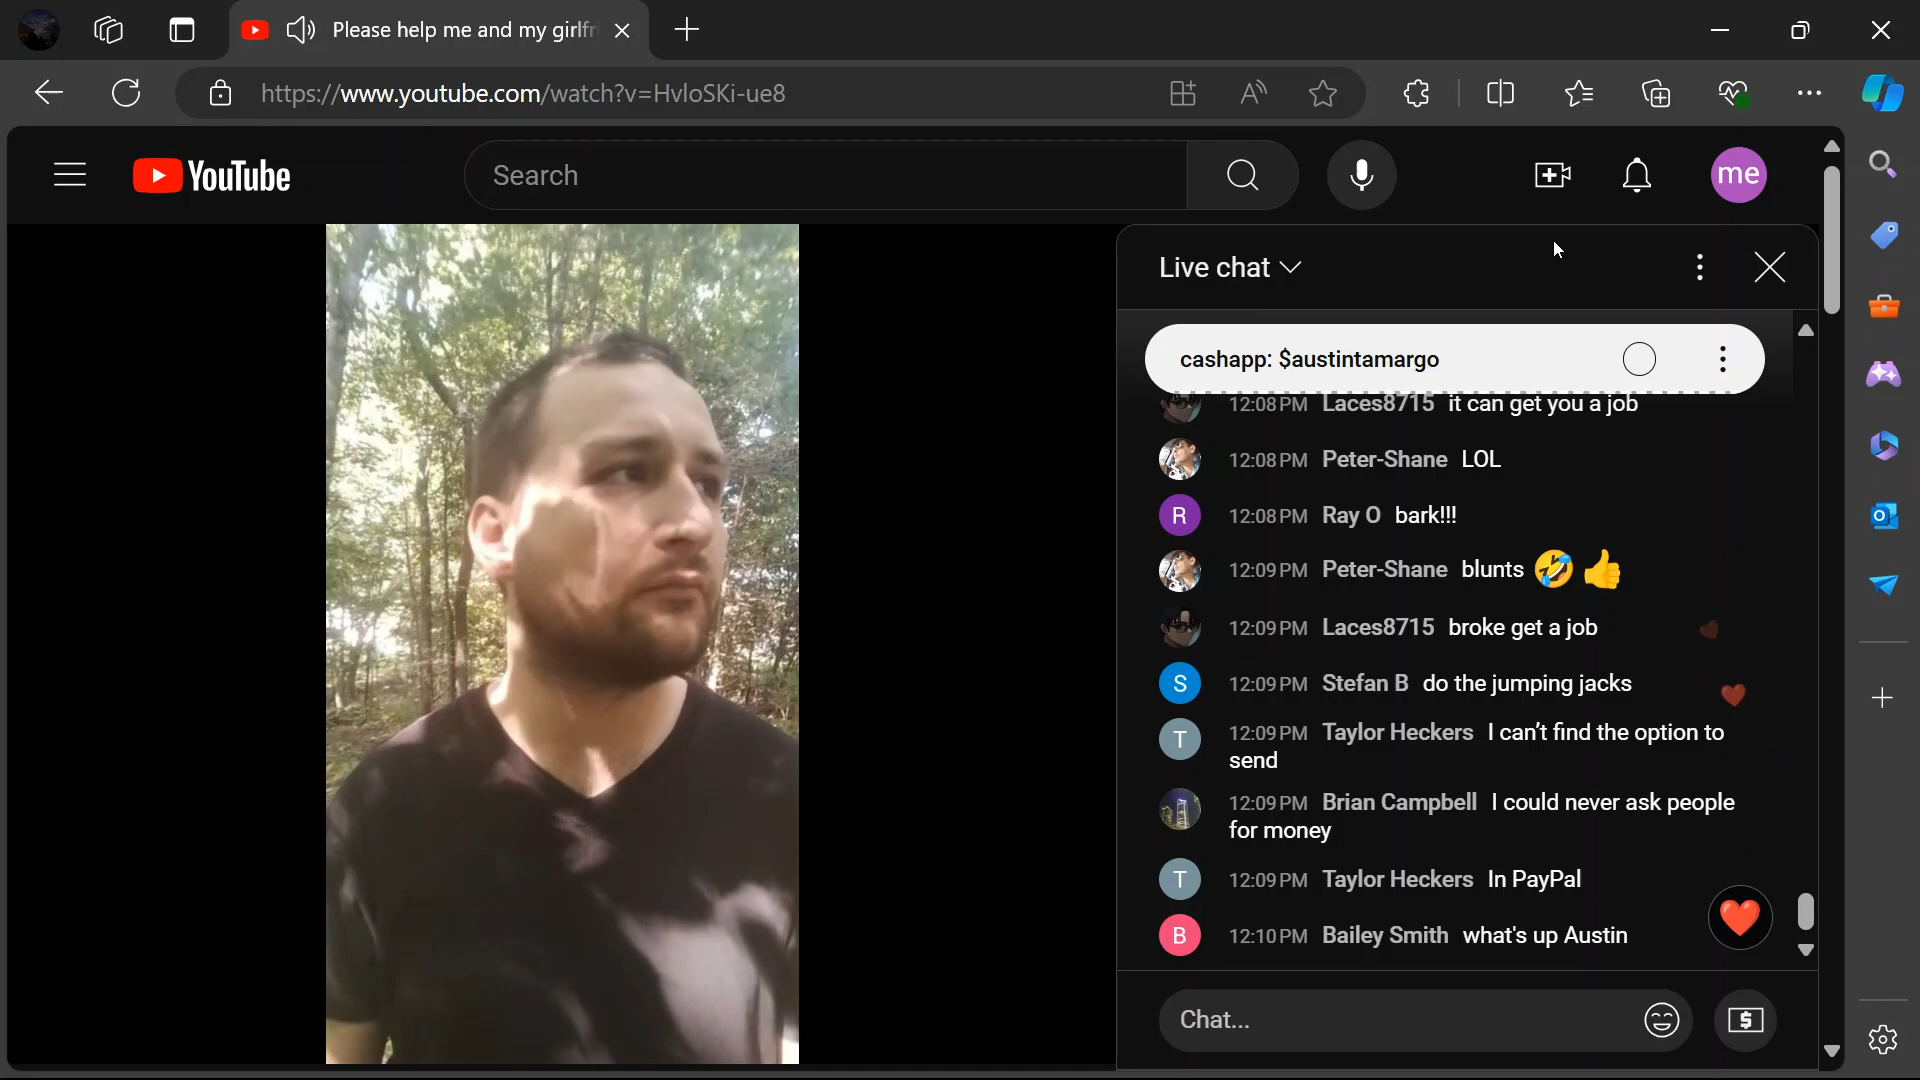 Please help me and my girlfr
https://www.youtube.com/watch?v=HvloSKi-ue8
YouTube
Search
me
Live chat
cashapp: $austintamargo
12:08 PM Laces8715 it can get you a job
12:08 PM Peter-Shane LOL
R 12:08 PM Ray O bark!!!
12:09 PM Peter-Shane blunts 🤣👍
12:09 PM Laces8715 broke get a job
S 12:09 PM Stefan B do the jumping jacks
T 12:09 PM Taylor Heckers I can’t find the option to
send
12:09 PM Brian Campbell I could never ask people
for money
T 12:09 PM Taylor Heckers In PayPal
B 12:10 PM Bailey Smith what's up Austin
Chat...